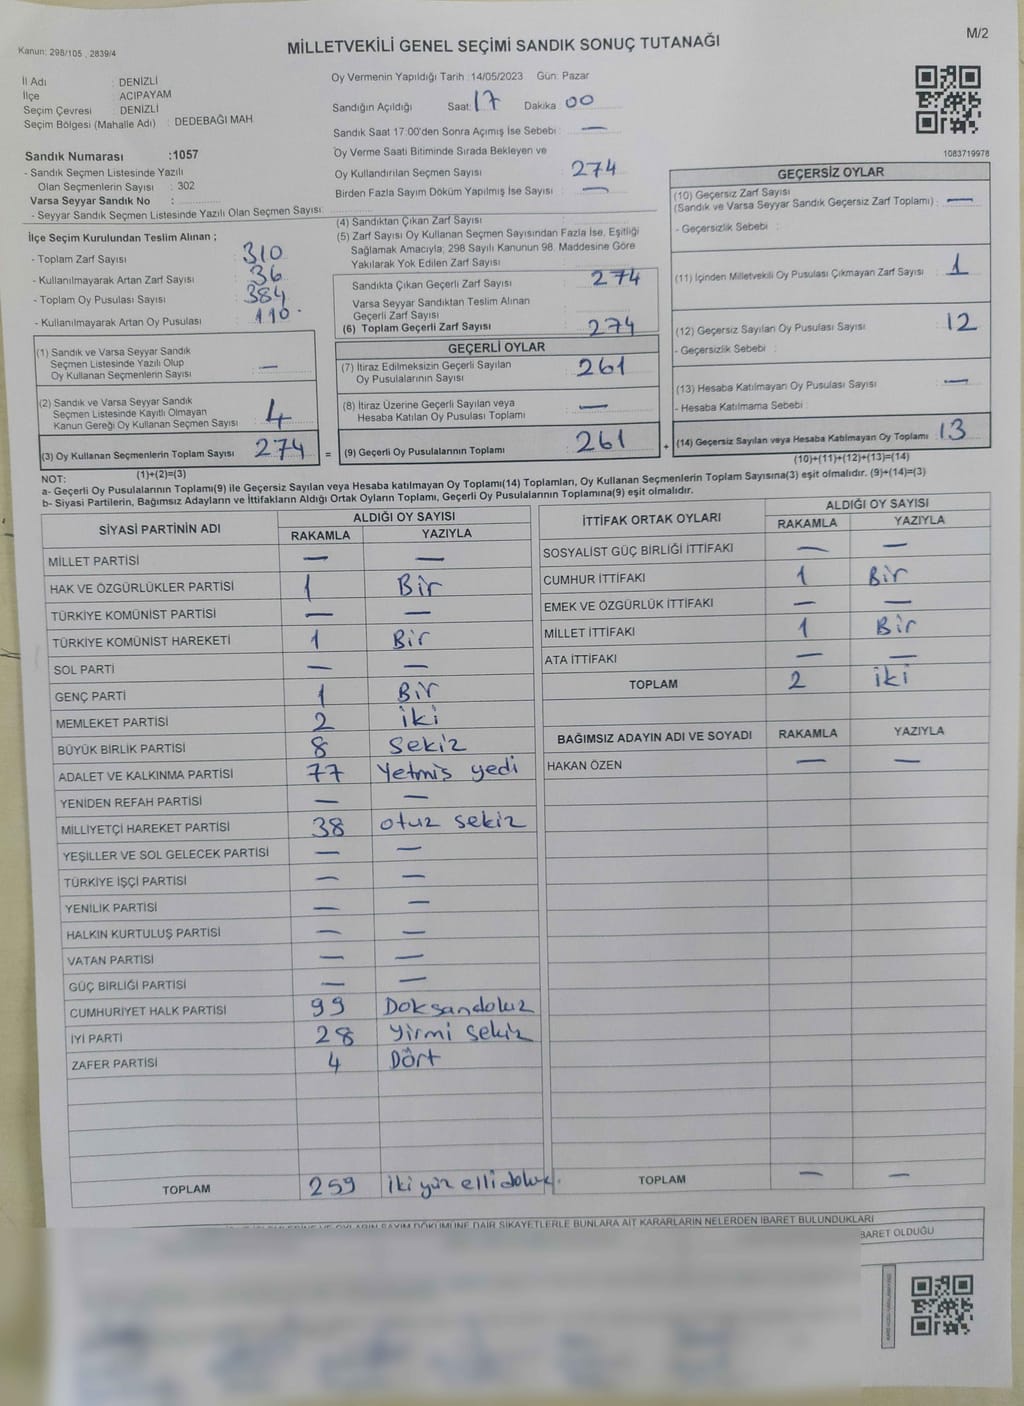 Kanun: 298/105 , 2839/4
MİLLETVEKİLİ GENEL SEÇİMİ SANDIK SONUÇ TUTANAĞI
M/2
İl Adı : DENİZLİ
İlçe : ACIPAYAM
Seçim Çevresi : DENİZLİ
Seçim Bölgesi (Mahalle Adı) : DEDEBAĞI MAH
Sandık Numarası :1057
- Sandık Seçmen Listesinde Yazılı
Olan Seçmenlerin Sayısı : 302
Varsa Seyyar Sandık No :
- Seyyar Sandık Seçmen Listesinde Yazılı Olan Seçmen Sayısı:
İlçe Seçim Kurulundan Teslim Alınan ;
- Toplam Zarf Sayısı : 310
- Kullanılmayarak Artan Zarf Sayısı : 36
- Toplam Oy Pusulası Sayısı : 384
- Kullanılmayarak Artan Oy Pusulası : 110
(1) Sandık ve Varsa Seyyar Sandık
Seçmen Listesinde Yazılı Olup
Oy Kullanan Seçmenlerin Sayısı : —
(2) Sandık ve Varsa Seyyar Sandık
Seçmen Listesinde Kayıtlı Olmayan
Kanun Gereği Oy Kullanan Seçmen Sayısı : 4
(3) Oy Kullanan Seçmenlerin Toplam Sayısı : 274
(1)+(2)=(3)
Oy Vermenin Yapıldığı Tarih :14/05/2023 Gün: Pazar
Sandığın Açıldığı Saat: 17 Dakika : 00
Sandık Saat 17:00'den Sonra Açımış İse Sebebi : —
Oy Verme Saati Bitiminde Sırada Bekleyen ve
Oy Kullandırılan Seçmen Sayısı : 274
Birden Fazla Sayım Döküm Yapılmış İse Sayısı : —
(4) Sandıktan Çıkan Zarf Sayısı :
(5) Zarf Sayısı Oy Kullanan Seçmen Sayısından Fazla İse, Eşitliği
Sağlamak Amacıyla; 298 Sayılı Kanunun 98. Maddesine Göre
Yakılarak Yok Edilen Zarf Sayısı :
Sandıkta Çıkan Geçerli Zarf Sayısı : 274
Varsa Seyyar Sandıktan Teslim Alınan
Geçerli Zarf Sayısı :
(6) Toplam Geçerli Zarf Sayısı : 274
GEÇERLİ OYLAR
(7) İtiraz Edilmeksizin Geçerli Sayılan
Oy Pusulalarının Sayısı : 261
(8) İtiraz Üzerine Geçerli Sayılan veya
Hesaba Katılan Oy Pusulası Toplamı : —
= (9) Geçerli Oy Pusulalarının Toplamı : 261
1083719978
GEÇERSİZ OYLAR
(10) Geçersiz Zarf Sayısı
(Sandık ve Varsa Seyyar Sandık Geçersiz Zarf Toplamı) : —
- Geçersizlik Sebebi :
(11) İçinden Milletvekili Oy Pusulası Çıkmayan Zarf Sayısı : 1
(12) Geçersiz Sayılan Oy Pusulası Sayısı : 12
- Geçersizlik Sebebi :
(13) Hesaba Katılmayan Oy Pusulası Sayısı : —
- Hesaba Katılmama Sebebi :
+ (14) Geçersiz Sayılan veya Hesaba Katılmayan Oy Toplamı : 13
(10)+(11)+(12)+(13)=(14)
NOT:
a- Geçerli Oy Pusulalarının Toplamı(9) ile Geçersiz Sayılan veya Hesaba katılmayan Oy Toplamı(14) Toplamları, Oy Kullanan Seçmenlerin Toplam Sayısına(3) eşit olmalıdır. (9)+(14)=(3)
b- Siyasi Partilerin, Bağımsız Adayların ve İttifakların Aldığı Ortak Oyların Toplamı, Geçerli Oy Pusulalarının Toplamına(9) eşit olmalıdır.
SİYASİ PARTİNİN ADI ALDIĞI OY SAYISI
RAKAMLA YAZIYLA
MİLLET PARTİSİ — —
HAK VE ÖZGÜRLÜKLER PARTİSİ 1 Bir
TÜRKİYE KOMÜNİST PARTİSİ — —
TÜRKİYE KOMÜNİST HAREKETİ 1 Bir
SOL PARTİ — —
GENÇ PARTİ 1 Bir
MEMLEKET PARTİSİ 2 iki
BÜYÜK BİRLİK PARTİSİ 8 Sekiz
ADALET VE KALKINMA PARTİSİ 77 Yetmiş yedi
YENİDEN REFAH PARTİSİ — —
MİLLİYETÇİ HAREKET PARTİSİ 38 otuz sekiz
YEŞİLLER VE SOL GELECEK PARTİSİ — —
TÜRKİYE İŞÇİ PARTİSİ — —
YENİLİK PARTİSİ — —
HALKIN KURTULUŞ PARTİSİ — —
VATAN PARTİSİ — —
GÜÇ BİRLİĞİ PARTİSİ — —
CUMHURİYET HALK PARTİSİ 99 Doksandokuz
İYİ PARTİ 28 Yirmi sekiz
ZAFER PARTİSİ 4 Dört
TOPLAM 259 İki yüz ellidokuz.
İTTİFAK ORTAK OYLARI ALDIĞI OY SAYISI
RAKAMLA YAZIYLA
SOSYALİST GÜÇ BİRLİĞİ İTTİFAKI — —
CUMHUR İTTİFAKI 1 Bir
EMEK VE ÖZGÜRLÜK İTTİFAKI — —
MİLLET İTTİFAKI 1 Bir
ATA İTTİFAKI — —
TOPLAM 2 iki
BAĞIMSIZ ADAYIN ADI VE SOYADI RAKAMLA YAZIYLA
HAKAN ÖZEN — —
TOPLAM — —
OYLARIN SAYIM DÖKÜMÜNE DAİR ŞİKAYETLERLE BUNLARA AİT KARARLARIN NELERDEN İBARET BULUNDUKLARI
İBARET OLDUĞU